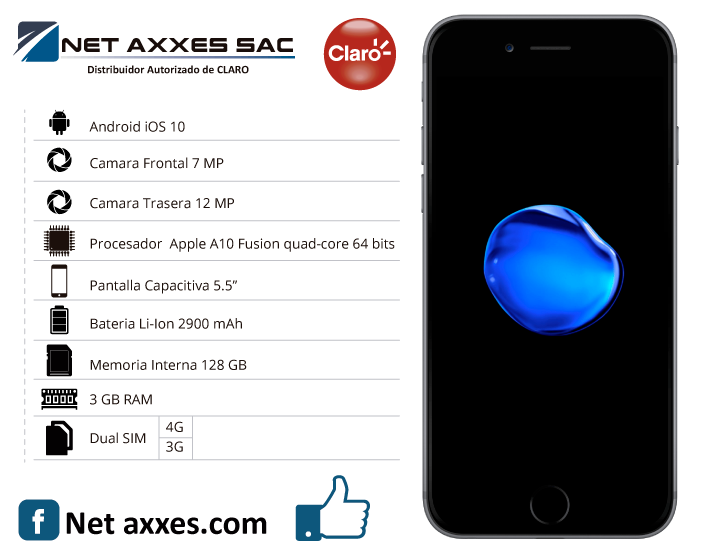 NET AXXES SAC
Distribuidor Autorizado de CLARO
Claro
Android iOS 10
Camara Frontal 7 MP
Camara Trasera 12 MP
Procesador Apple A10 Fusion quad-core 64 bits
Pantalla Capacitiva 5.5”
Bateria Li-Ion 2900 mAh
Memoria Interna 128 GB
3 GB RAM
Dual SIM
4G
3G
f Net axxes.com